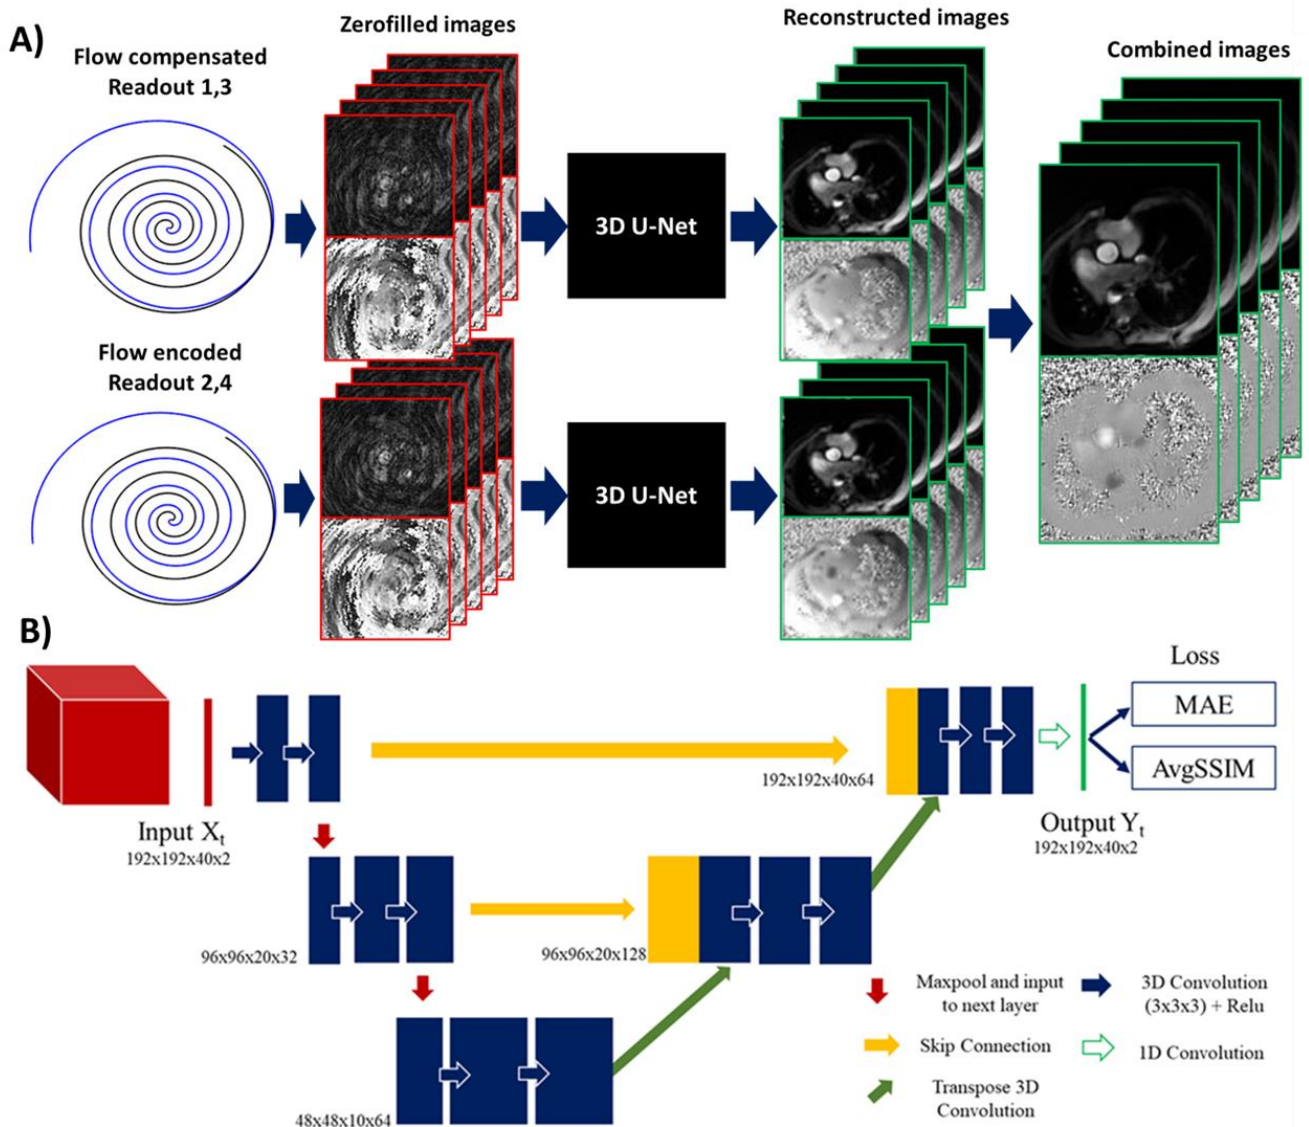 A)
Flow compensated
Readout 1,3
Zerofilled images
3D U-Net
Reconstructed images
Combined images
Flow encoded
Readout 2,4
3D U-Net
B)
Input Xt
192x192x40x2
192x192x40x64
Output Yt
192x192x40x2
Loss
MAE
AvgSSIM
96x96x20x32
96x96x20x128
48x48x10x64
Maxpool and input
to next layer
3D Convolution
(3x3x3) + Relu
Skip Connection
1D Convolution
Transpose 3D
Convolution